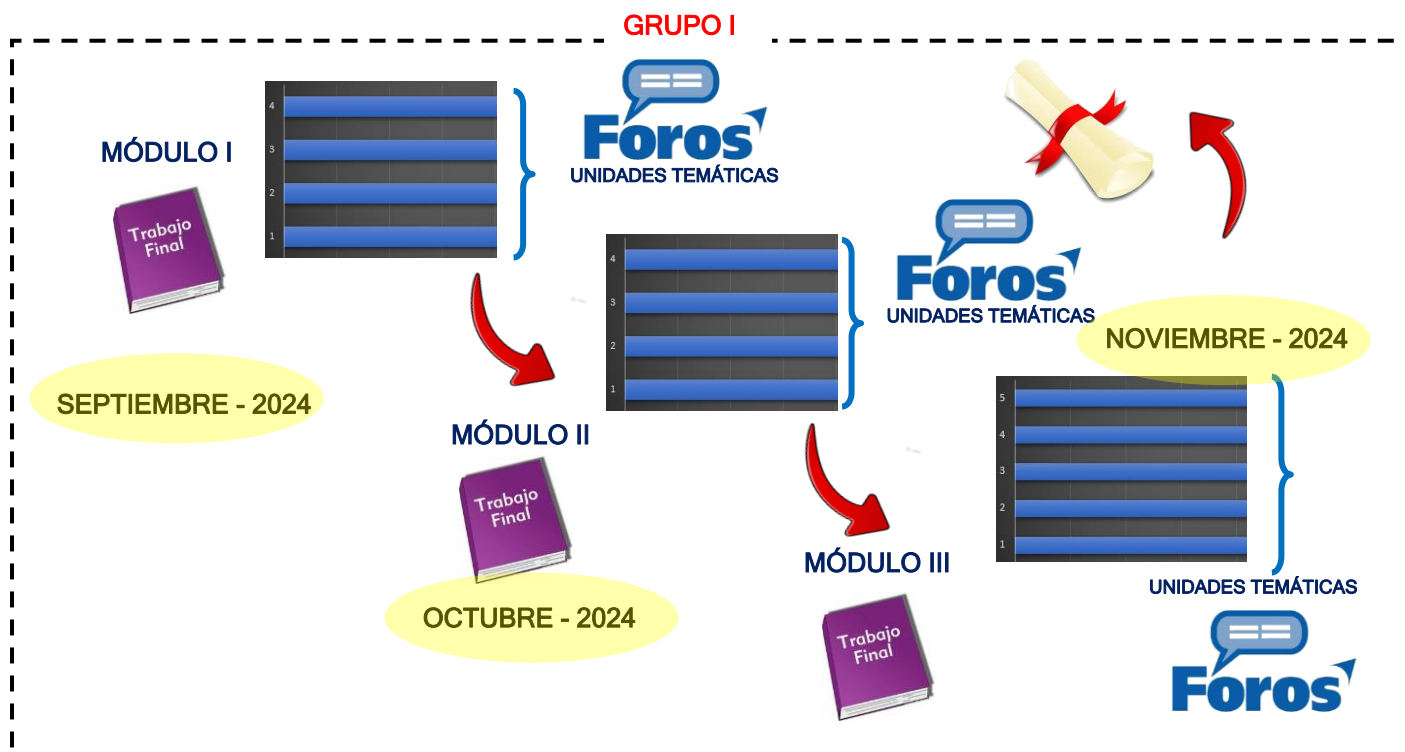 GRUPO I
MÓDULO I
Trabajo
Final
4
3
2
1
Foros
UNIDADES TEMÁTICAS
SEPTIEMBRE - 2024
MÓDULO II
Trabajo
Final
4
3
2
1
Foros
UNIDADES TEMÁTICAS
OCTUBRE - 2024
MÓDULO III
Trabajo
Final
NOVIEMBRE - 2024
5
4
3
2
1
UNIDADES TEMÁTICAS
Foros